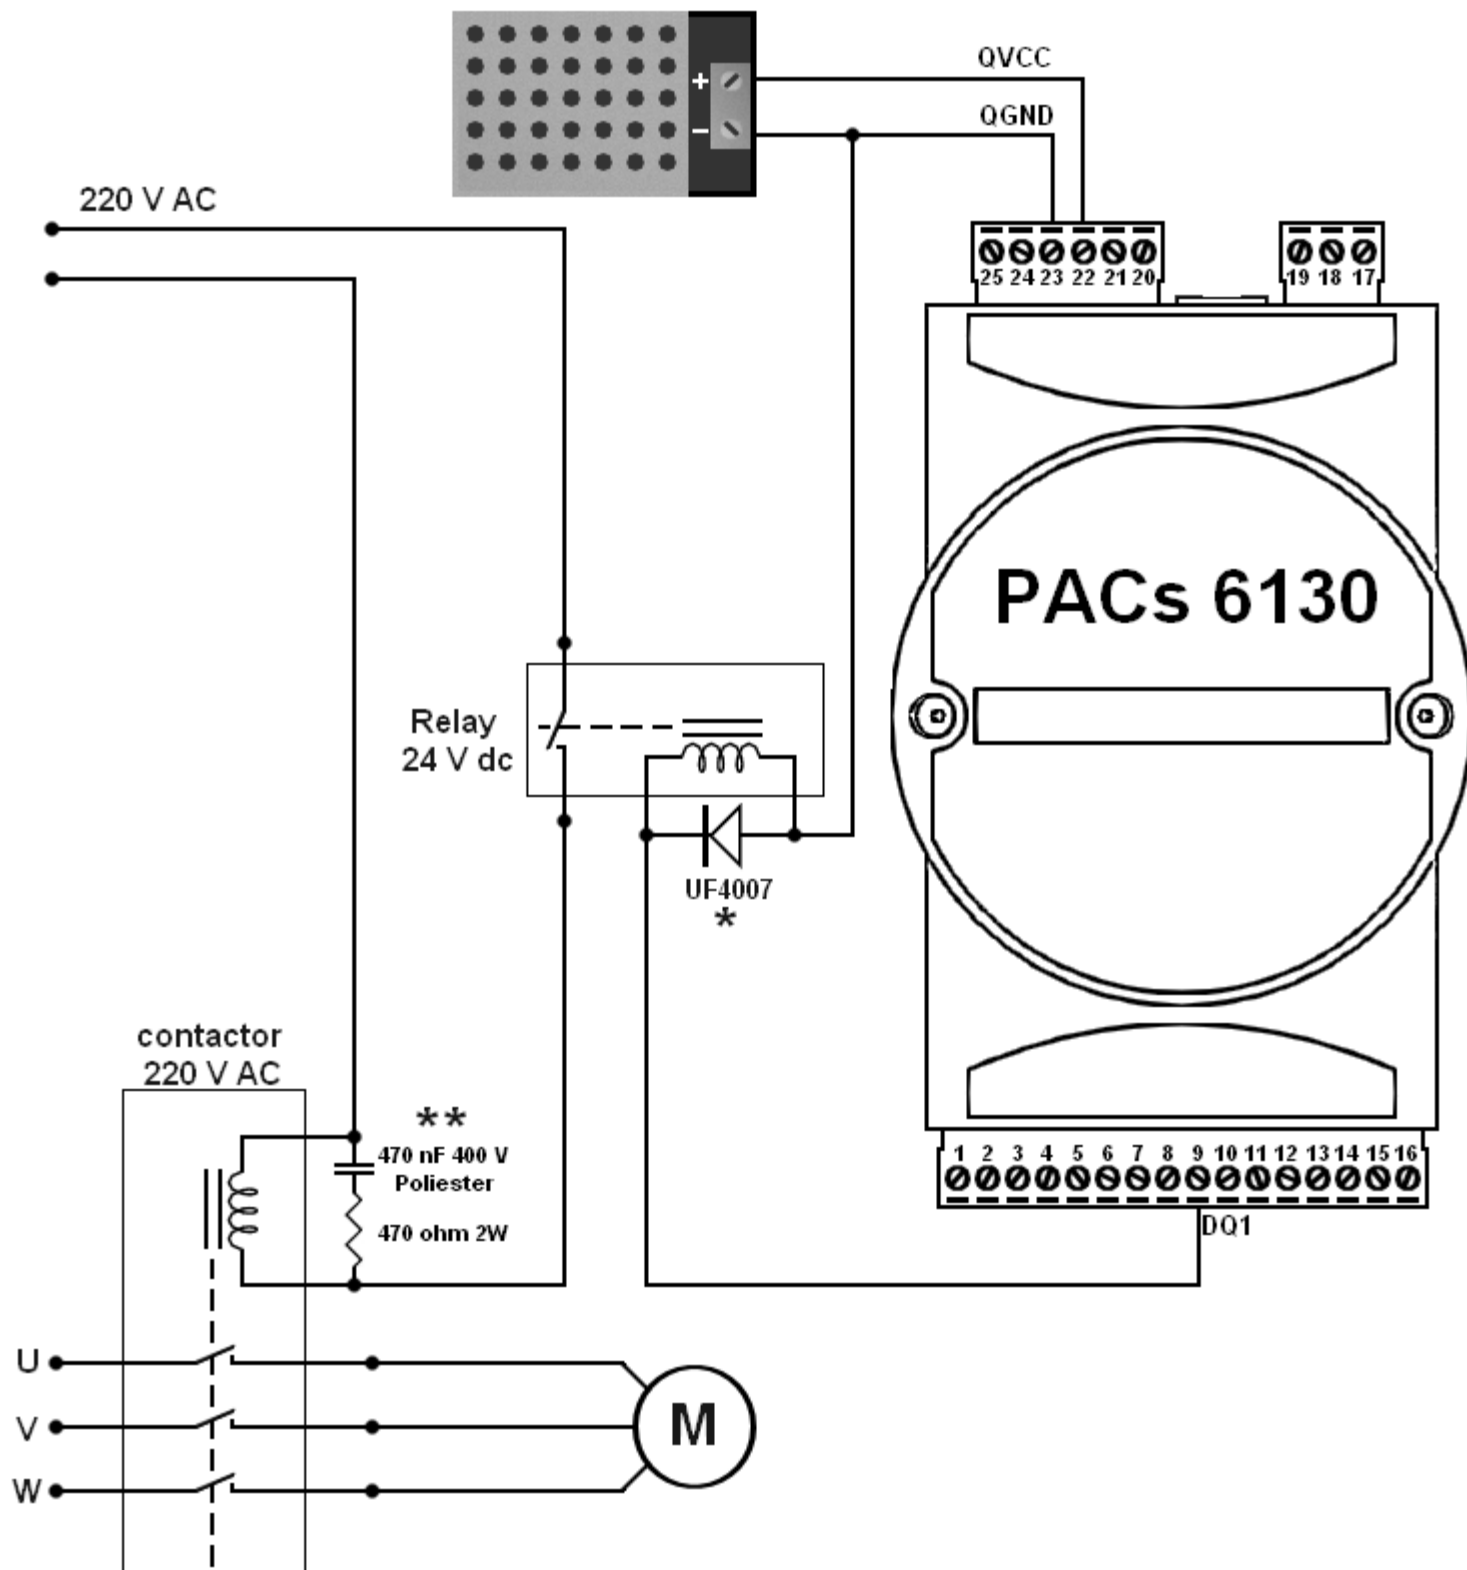 +
QVCC
−
QGND
220 V AC
25 24 23 22 21 20
19 18 17
PACs 6130
Relay
24 V dc
UF4007
*
contactor
220 V AC
**
470 nF 400 V
Poliester
470 ohm 2W
1 2 3 4 5 6 7 8 9 10 11 12 13 14 15 16
DQ1
U
V
W
M